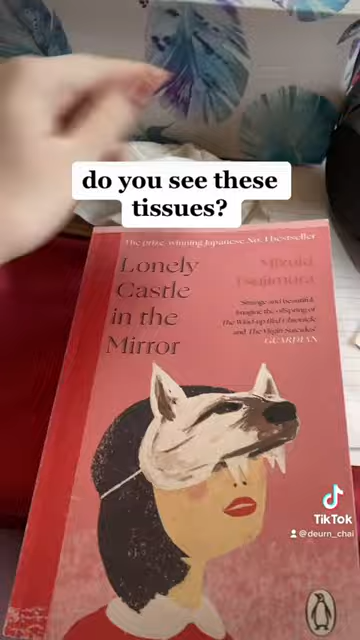 do you see these
tissues?
The prize-winning Japanese No. 1 bestseller
Lonely
Castle
in the
Mirror
Mizuki
Tsujimura
'Strange and beautiful.
Imagine the offspring of
The Wind-up Bird Chronicle
and The Virgin Suicides'
GUARDIAN
TikTok
@deurn_chai